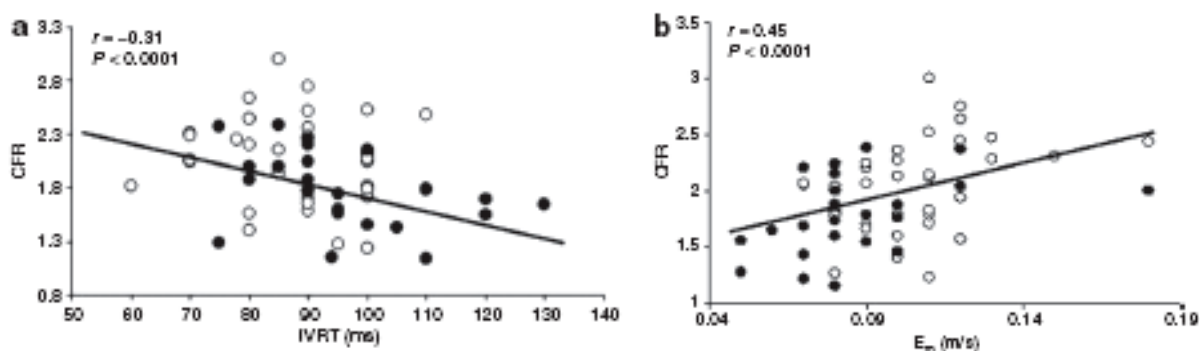 a
r = −0.31
P < 0.0001
CFR
3.3
2.8
2.3
1.8
1.3
0.8
50 60 70 80 90 100 110 120 130 140
IVRT (ms)
b
r = 0.45
P < 0.0001
CFR
3.5
3
2.5
2
1.5
1
0.04 0.09 0.14 0.19
Em (m/s)